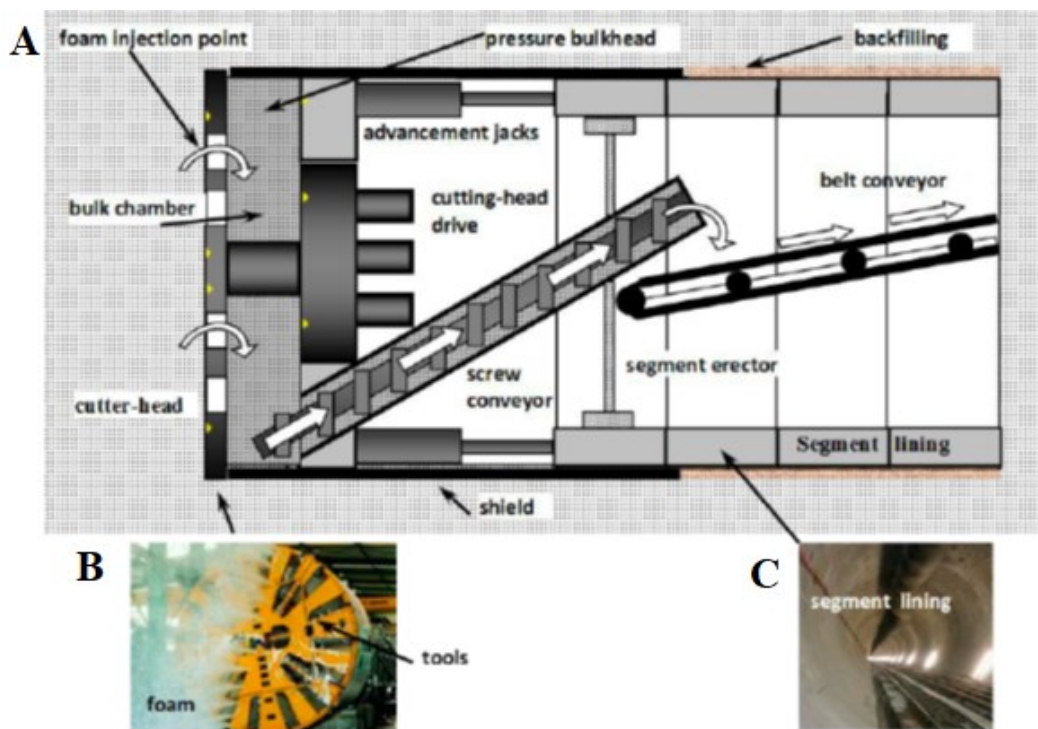 A
foam injection point
pressure bulkhead
backfilling
advancement jacks
belt conveyor
bulk chamber
cutting-head
drive
segment erector
screw
conveyor
cutter-head
Segment lining
shield
B
C
segment lining
tools
foam